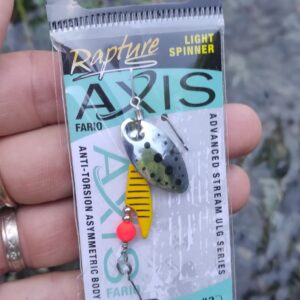 Rapture
LIGHT
SPINNER
AXIS
FARIO
ADVANCED STREAM ULG SERIES
ANTI-TORSION ASYMMETRIC BODY
AXIS
FARIO